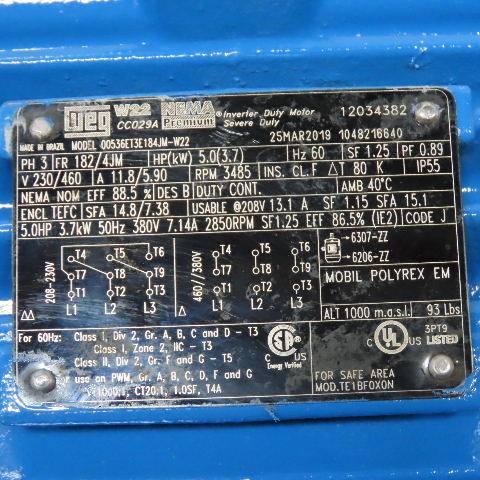 WEG W22 NEMA Premium Inverter Duty Motor Severe Duty 12034382
CC029A
MADE IN BRAZIL MODEL 00536ET3E184JM-W22 25MAR2019 1048216640
PH 3 FR 182/4JM HP(kW) 5.0(3.7) Hz 60 SF 1.25 PF 0.89
V 230/460 A 11.8/5.90 RPM 3485 INS. CL. F Δ T 80 K IP55
NEMA NOM EFF 88.5 % DES B DUTY CONT. AMB 40°C
ENCL TEFC SFA 14.8/7.38 USABLE @208V 13.1 A SF 1.15 SFA 15.1
5.0HP 3.7kW 50Hz 380V 7.14A 2850RPM SF1.25 EFF 86.5% (IE2) CODE J
208-230V
T4 T5 T6
T7 T8 T9
T1 T2 T3
L1 L2 L3
ΔΔ
460//380V
T4 T5 T6
T7 T8 T9
T1 T2 T3
L1 L2 L3
Δ
6307-ZZ
6206-ZZ
MOBIL POLYREX EM
ALT 1000 m.a.s.l. 93 Lbs
For 60Hz: Class I, Div 2, Gr. A, B, C and D - T3
Class I, Zone 2, IIC - T3
Class II, Div 2, Gr. F and G - T5
use on PWM, Gr. A, B, C, D, F and G
1000:1, CT20:1, 1.0SF, T4A
C SA US
Energy Verified
C UL US LISTED
3PT9
FOR SAFE AREA
MOD.TE1BF0X0N